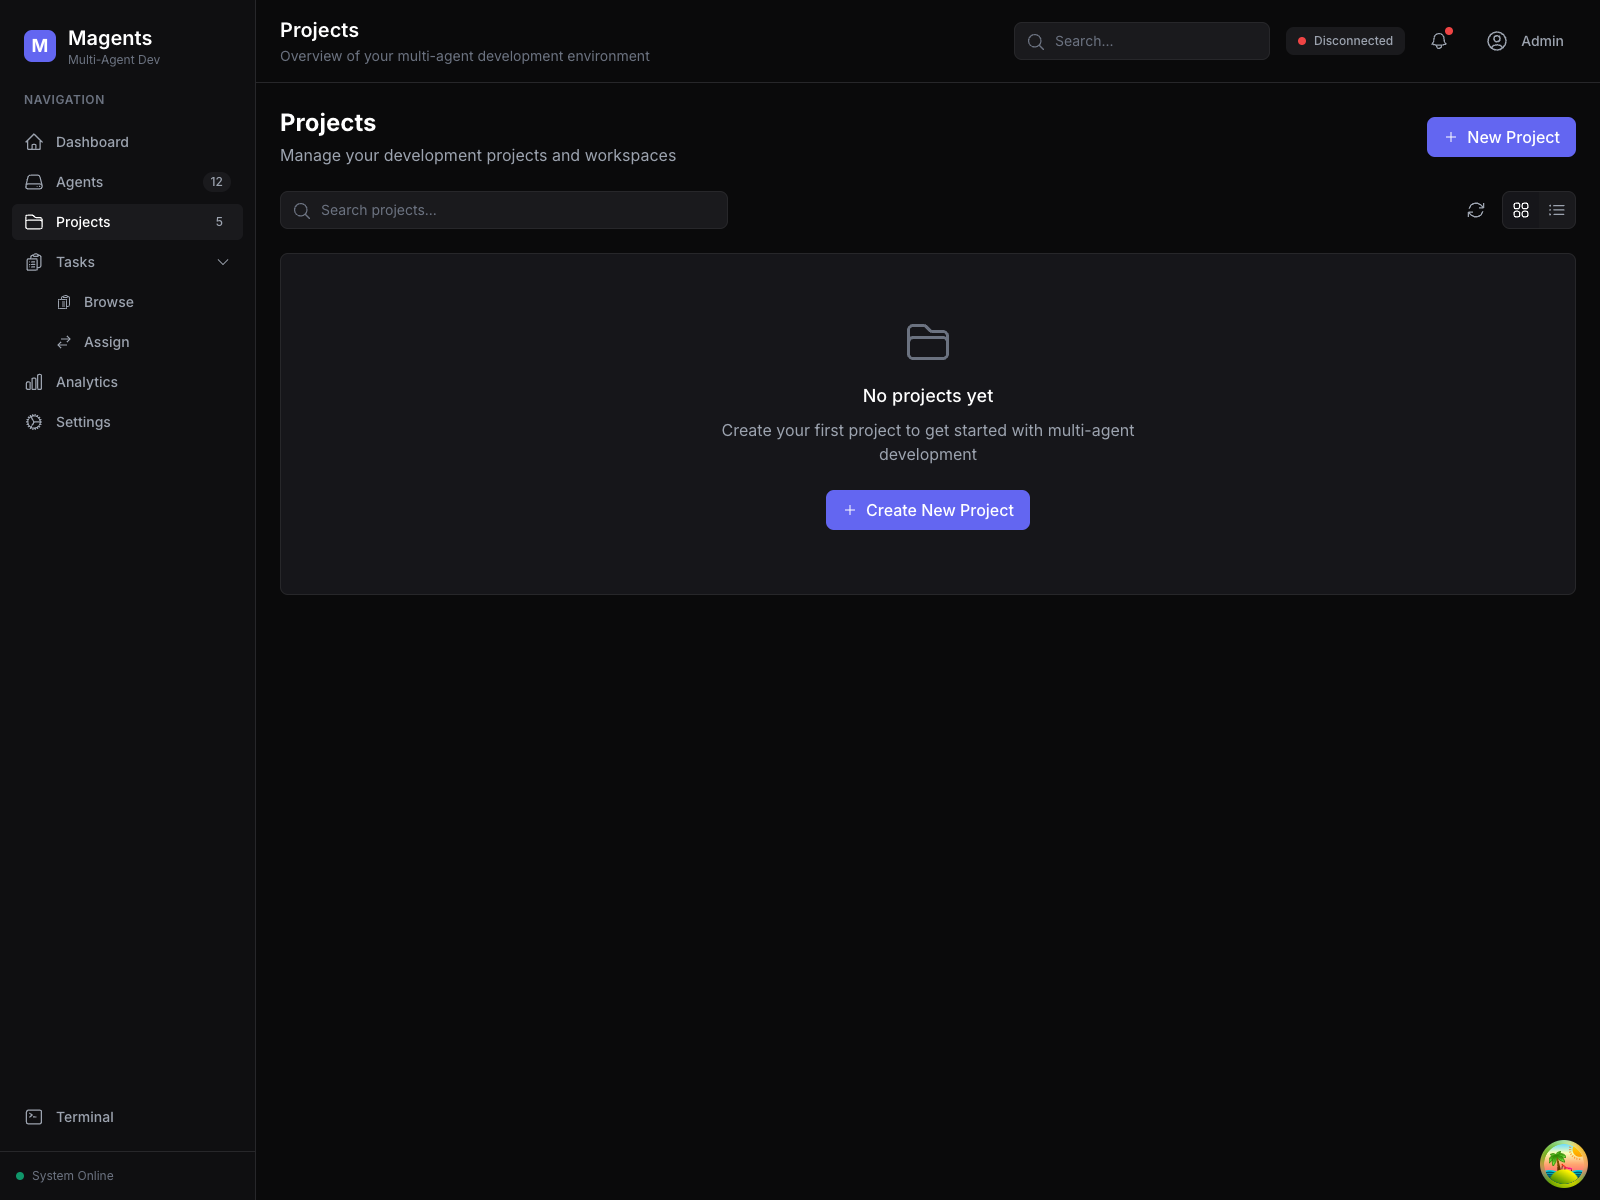 M
Magents
Multi-Agent Dev
NAVIGATION
Dashboard
Agents 12
Projects 5
Tasks
Browse
Assign
Analytics
Settings
Terminal
System Online
Projects
Overview of your multi-agent development environment
Search...
Disconnected
Admin
Projects
Manage your development projects and workspaces
+ New Project
Search projects...
No projects yet
Create your first project to get started with multi-agent
development
+ Create New Project